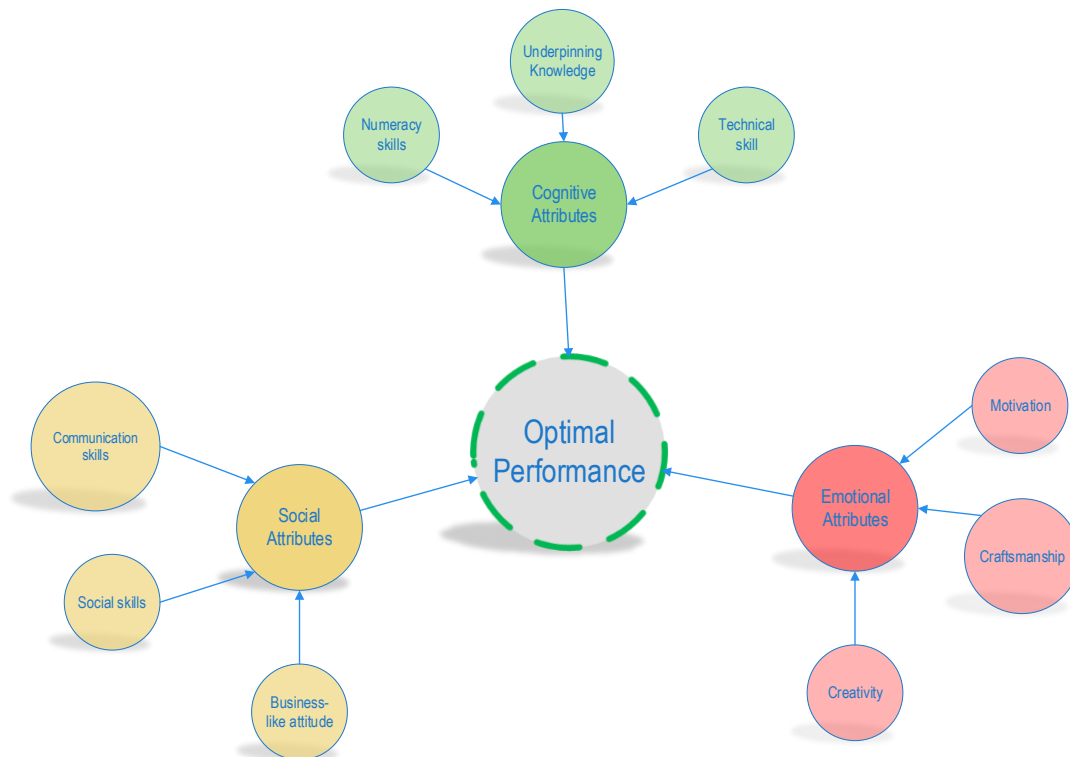 Underpinning
Knowledge
Numeracy
skills
Technical
skill
Cognitive
Attributes
Optimal
Performance
Motivation
Communication
skills
Social
Attributes
Emotional
Attributes
Craftsmanship
Social skills
Business-
like attitude
Creativity